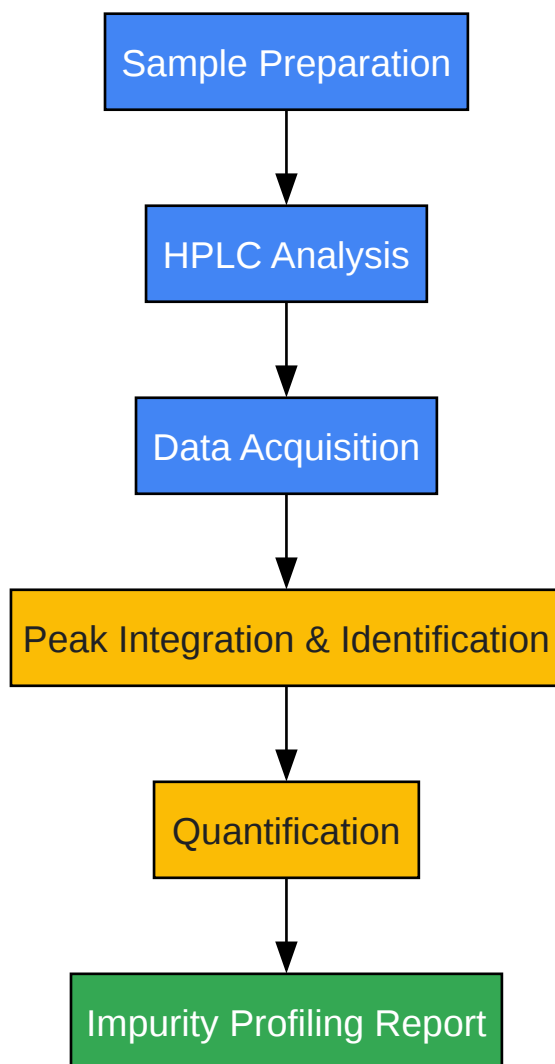 Sample Preparation
HPLC Analysis
Data Acquisition
Peak Integration & Identification
Quantification
Impurity Profiling Report